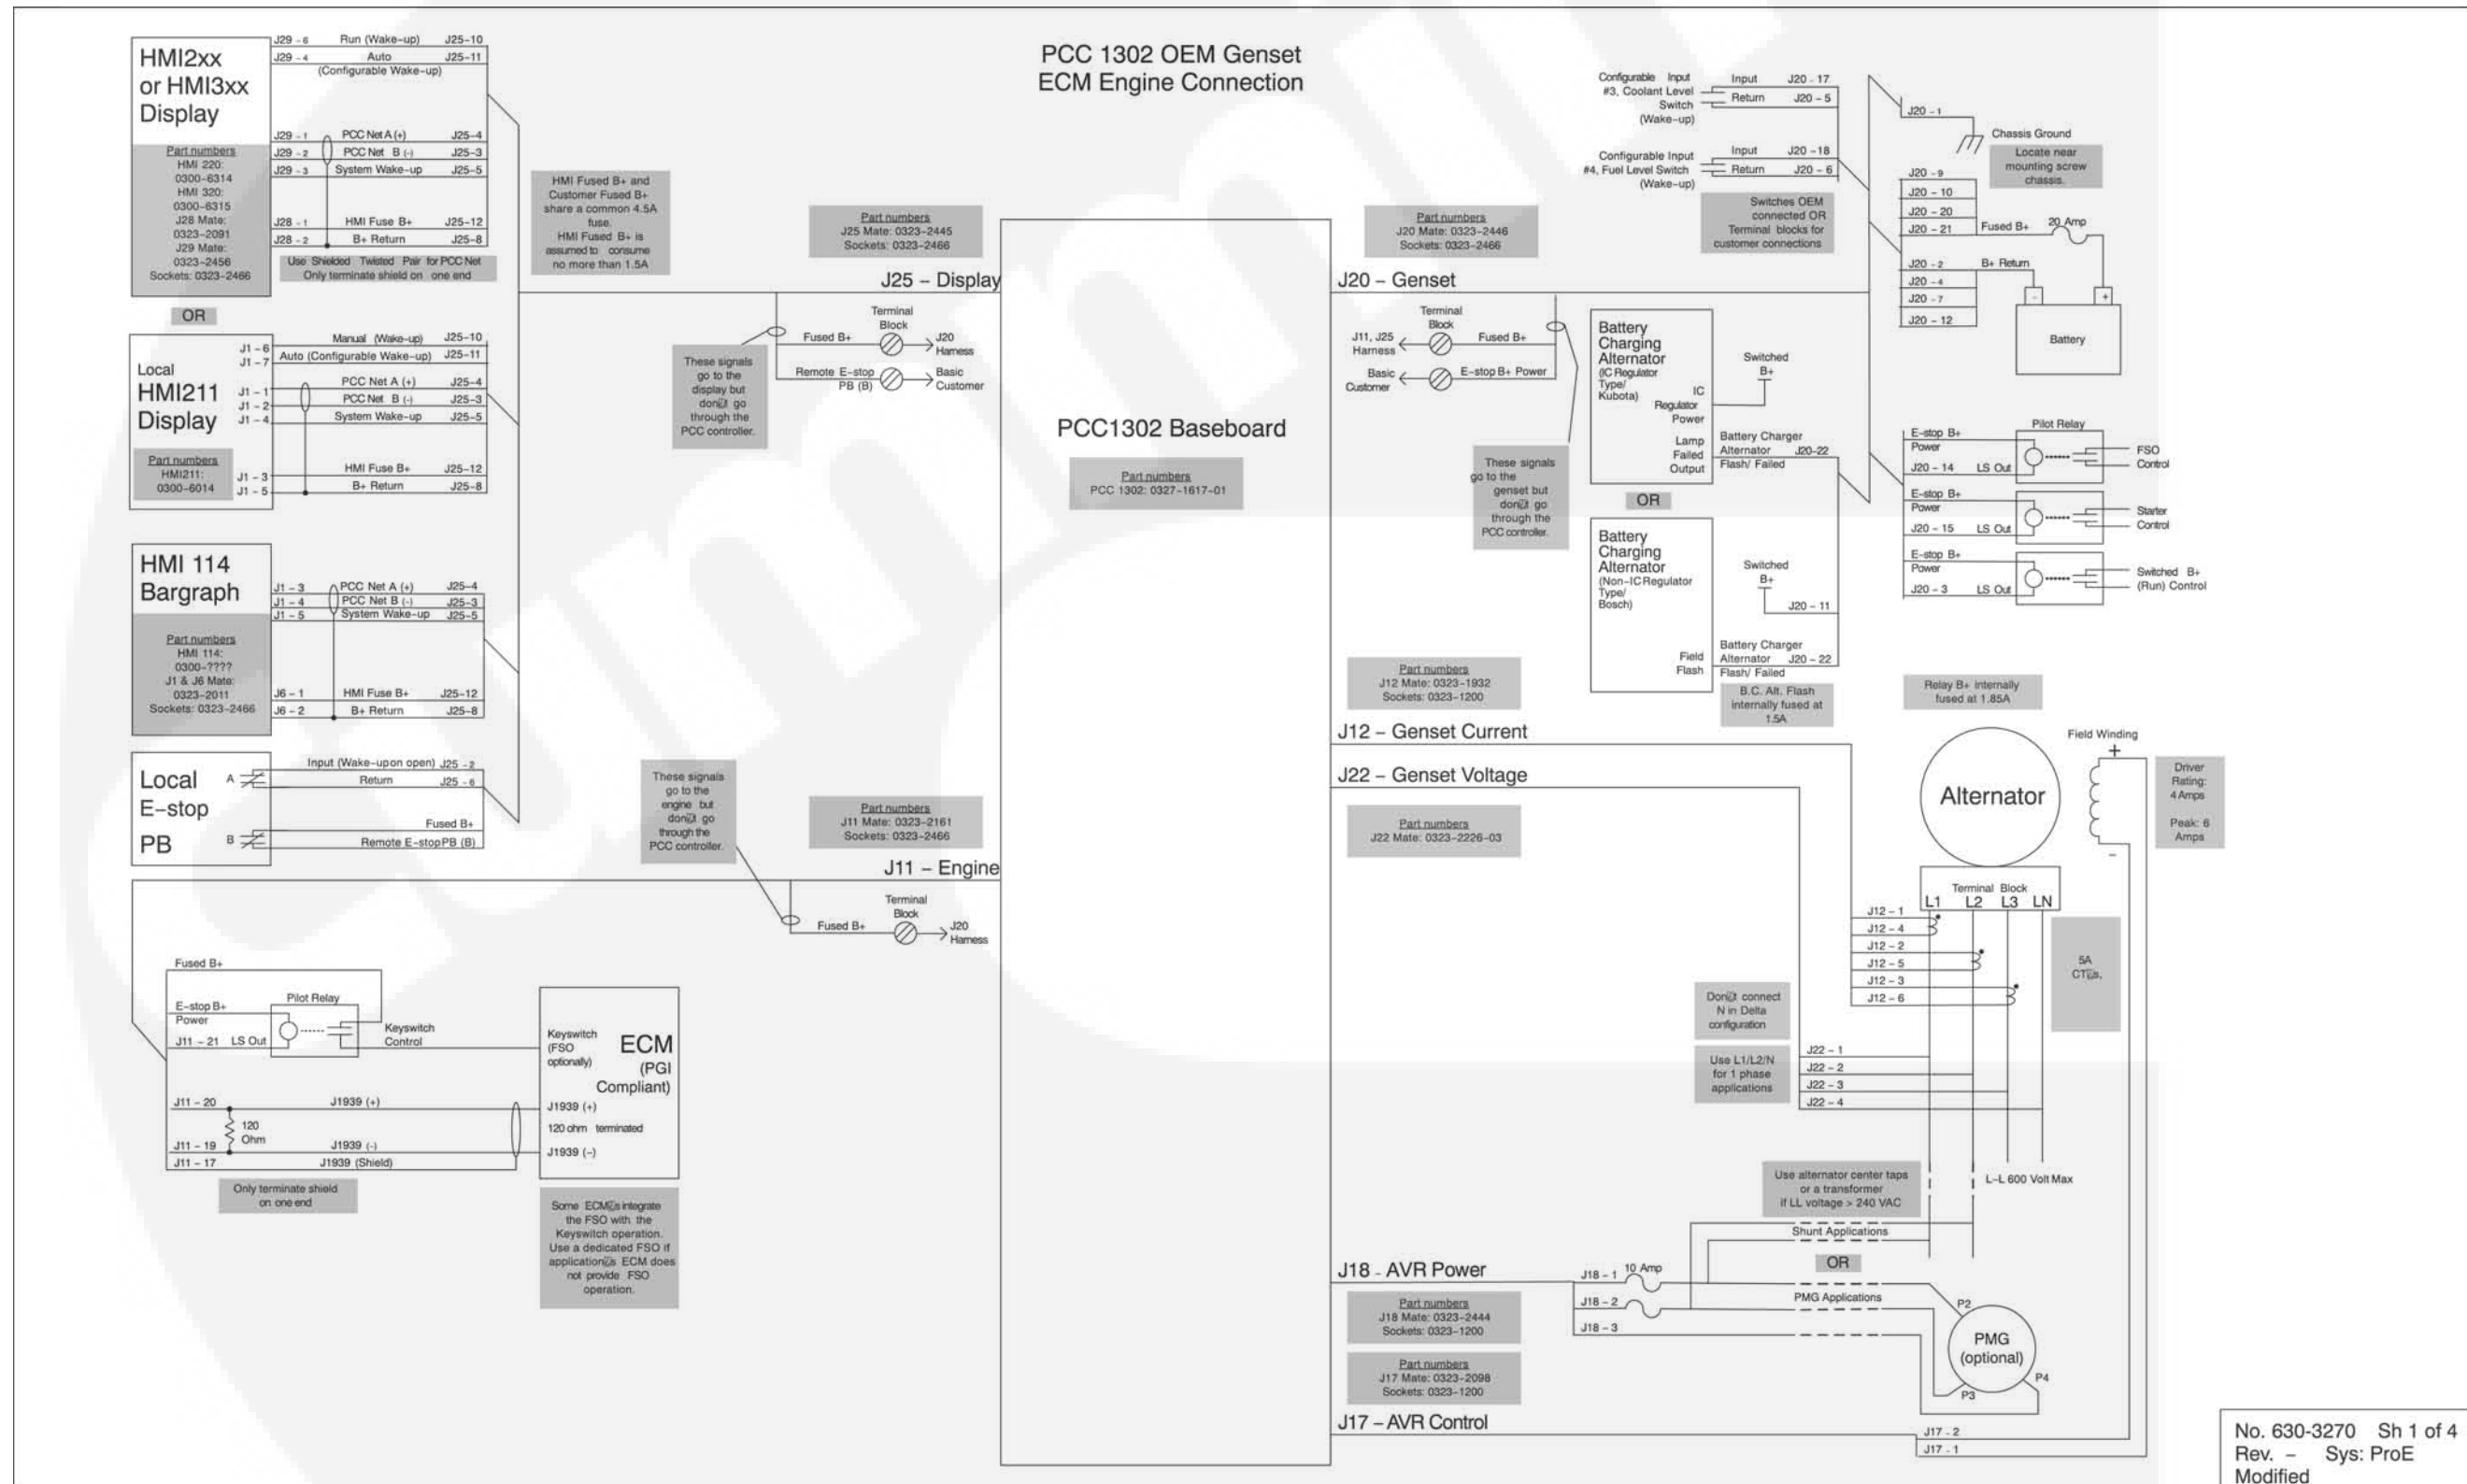 PCC 1302 OEM Genset
ECM Engine Connection
HMI2xx
or HMI3xx
Display
Part numbers
HMI 220:
0300-6314
HMI 320:
0300-6315
J28 Mate:
0323-2091
J29 Mate:
0323-2456
Sockets: 0323-2466
J29 - 6 Run (Wake-up) J25-10
J29 - 4 Auto J25-11
(Configurable Wake-up)
J29 - 1 PCC Net A (+) J25-4
J29 - 2 PCC Net B (-) J25-3
J29 - 3 System Wake-up J25-5
J28 - 1 HMI Fuse B+ J25-12
J28 - 2 B+ Return J25-8
Use Shielded Twisted Pair for PCC Net
Only terminate shield on one end
OR
HMI Fused B+ and
Customer Fused B+
share a common 4.5A
fuse.
HMI Fused B+ is
assumed to consume
no more than 1.5A
Local
HMI211
Display
Part numbers
HMI211:
0300-6014
J1 - 6 Manual (Wake-up) J25-10
J1 - 7 Auto (Configurable Wake-up) J25-11
J1 - 1 PCC Net A (+) J25-4
J1 - 2 PCC Net B (-) J25-3
J1 - 4 System Wake-up J25-5
J1 - 3 HMI Fuse B+ J25-12
J1 - 5 B+ Return J25-8
HMI 114
Bargraph
Part numbers
HMI 114:
0300-????
J1 & J6 Mate:
0323-2011
Sockets: 0323-2466
J1 - 3 PCC Net A (+) J25-4
J1 - 4 PCC Net B (-) J25-3
J1 - 5 System Wake-up J25-5
J6 - 1 HMI Fuse B+ J25-12
J6 - 2 B+ Return J25-8
Local
E-stop
PB
A
B
Input (Wake-upon open) J25 - 2
Return J25 - 6
Fused B+
Remote E-stopPB (B)
Part numbers
J25 Mate: 0323-2445
Sockets: 0323-2466
J25 – Display
Terminal
Block
Fused B+
J20
Harness
Remote E-stop
PB (B)
Basic
Customer
These signals
go to the
display but
don't go
through the
PCC controller.
These signals
go to the
engine but
don't go
through the
PCC controller.
Part numbers
J11 Mate: 0323-2161
Sockets: 0323-2466
J11 – Engine
Terminal
Block
Fused B+
J20
Harness
Fused B+
E-stop B+
Power
Pilot Relay
J11 - 21 LS Out
Keyswitch
Control
J11 - 20 J1939 (+)
120
Ohm
J11 - 19 J1939 (-)
J11 - 17 J1939 (Shield)
Only terminate shield
on one end
Keyswitch
(FSO
optionally)
ECM
(PGI
Compliant)
J1939 (+)
120 ohm terminated
J1939 (-)
Some ECM's integrate
the FSO with the
Keyswitch operation.
Use a dedicated FSO if
application's ECM does
not provide FSO
operation.
PCC1302 Baseboard
Part numbers
PCC 1302: 0327-1617-01
Part numbers
J20 Mate: 0323-2446
Sockets: 0323-2466
J20 – Genset
Terminal
Block
J11, J25
Harness
Fused B+
Basic
Customer
E-stop B+ Power
These signals
go to the
genset but
don't go
through the
PCC controller.
Configurable Input
#3, Coolant Level
Switch
(Wake-up)
Input J20 - 17
Return J20 - 5
Configurable Input
#4, Fuel Level Switch
(Wake-up)
Input J20 -18
Return J20 - 6
Switches OEM
connected OR
Terminal blocks for
customer connections
J20 - 1
Chassis Ground
Locate near
mounting screw
chassis.
J20 - 9
J20 - 10
J20 - 20
J20 - 21 Fused B+ 20 Amp
J20 - 2 B+ Return
J20 - 4
J20 - 7
J20 - 12
- +
Battery
Battery
Charging
Alternator
(IC Regulator
Type/
Kubota)
IC
Regulator
Power
Switched
B+
Lamp
Failed
Output
Battery Charger
Alternator J20-22
Flash/ Failed
OR
Battery
Charging
Alternator
(Non-IC Regulator
Type/
Bosch)
Switched
B+
J20 - 11
Field
Flash
Battery Charger
Alternator J20 - 22
Flash/ Failed
B.C. Alt. Flash
internally fused at
1.5A
Pilot Relay
E-stop B+
Power
J20 - 14 LS Out
FSO
Control
E-stop B+
Power
J20 - 15 LS Out
Starter
Control
E-stop B+
Power
J20 - 3 LS Out
Switched B+
(Run) Control
Relay B+ internally
fused at 1.85A
Part numbers
J12 Mate: 0323-1932
Sockets: 0323-1200
J12 – Genset Current
J22 – Genset Voltage
Part numbers
J22 Mate: 0323-2226-03
Alternator
Field Winding
+
-
Driver
Rating:
4 Amps
Peak: 6
Amps
Terminal Block
L1 L2 L3 LN
J12 - 1
J12 - 4
J12 - 2
J12 - 5
J12 - 3
J12 - 6
5A
CT's.
Don't connect
N in Delta
configuration
Use L1/L2/N
for 1 phase
applications
J22 - 1
J22 - 2
J22 - 3
J22 - 4
Use alternator center taps
or a transformer
if LL voltage > 240 VAC
L-L 600 Volt Max
Shunt Applications
OR
PMG Applications
J18 - AVR Power
J18 - 1 10 Amp
J18 - 2
J18 - 3
Part numbers
J18 Mate: 0323-2444
Sockets: 0323-1200
Part numbers
J17 Mate: 0323-2098
Sockets: 0323-1200
P2
PMG
(optional)
P3
P4
J17 – AVR Control
J17 - 2
J17 - 1
No. 630-3270 Sh 1 of 4
Rev. – Sys: ProE
Modified